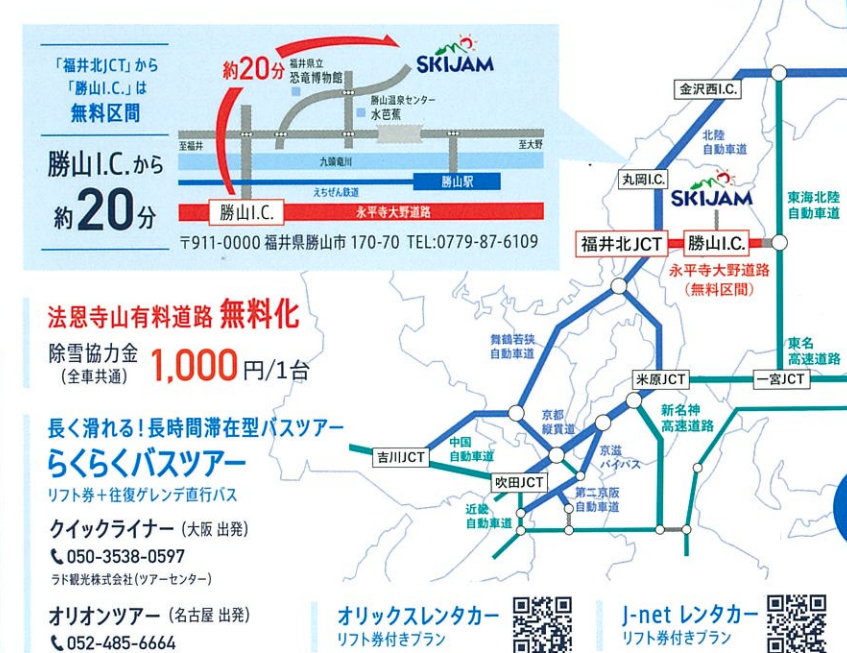 「福井北JCT」から
「勝山I.C.」は
無料区間
勝山I.C.から
約20分
約20分
福井県立
恐竜博物館
SKIJAM
勝山温泉センター
水芭蕉
至福井
至大野
九頭竜川
勝山駅
えちぜん鉄道
勝山I.C.
永平寺大野道路
〒911-0000 福井県勝山市 170-70 TEL:0779-87-6109
法恩寺山有料道路 無料化
除雪協力金
(全車共通)
1,000円/1台
長く滑れる!長時間滞在型バスツアー
らくらくバスツアー
リフト券+往復ゲレンデ直行バス
クイックライナー (大阪 出発)
050-3538-0597
ラド観光株式会社(ツアーセンター)
オリオンツアー (名古屋 出発)
052-485-6664
金沢西I.C.
北陸
自動車道
丸岡I.C.
SKIJAM
東海北陸
自動車道
福井北JCT
勝山I.C.
永平寺大野道路
(無料区間)
舞鶴若狭
自動車道
東名
高速道路
米原JCT
一宮JCT
京都
縦貫道
新名神
高速道路
中国
自動車道
吉川JCT
京滋
バイパス
吹田JCT
第二京阪
自動車道
近畿
自動車道
オリックスレンタカー
リフト券付きプラン
J-net レンタカー
リフト券付きプラン